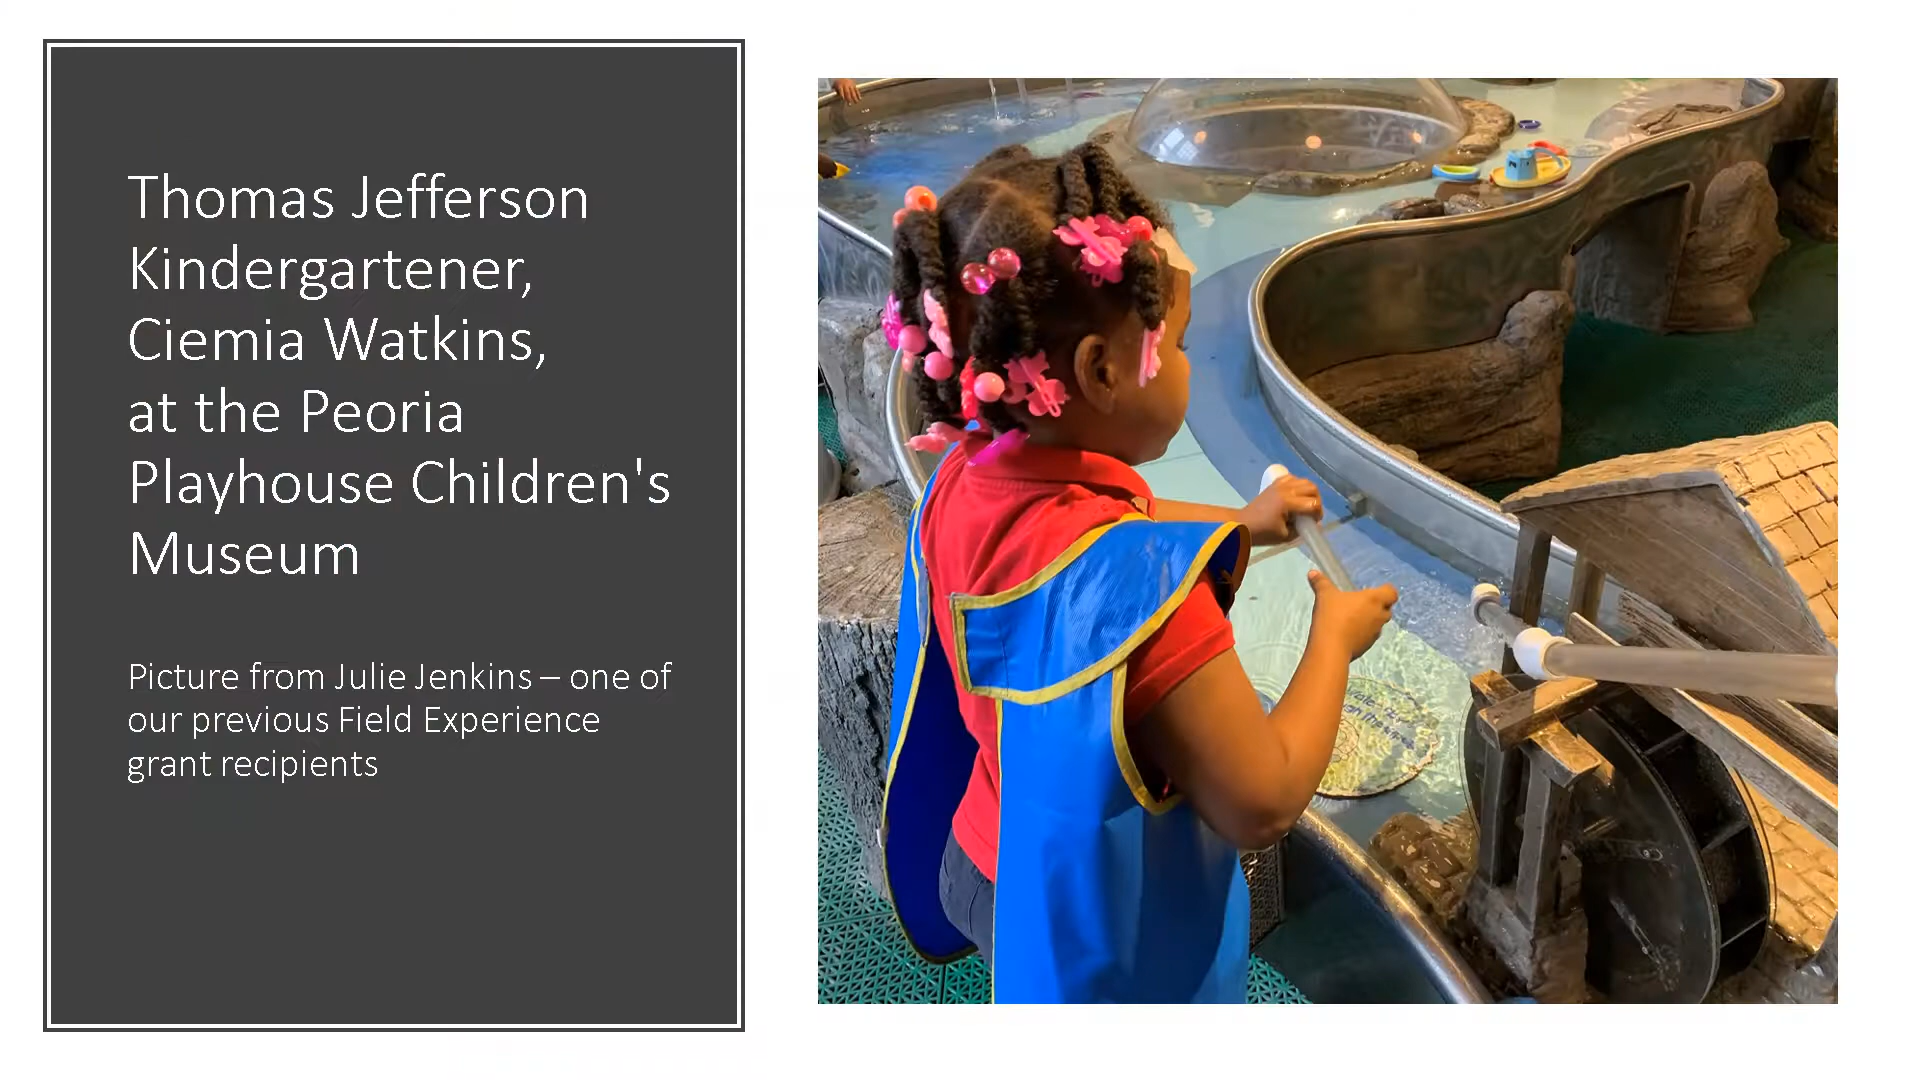 Thomas Jefferson
Kindergartener,
Ciemia Watkins,
at the Peoria
Playhouse Children's
Museum
Picture from Julie Jenkins – one of
our previous Field Experience
grant recipients